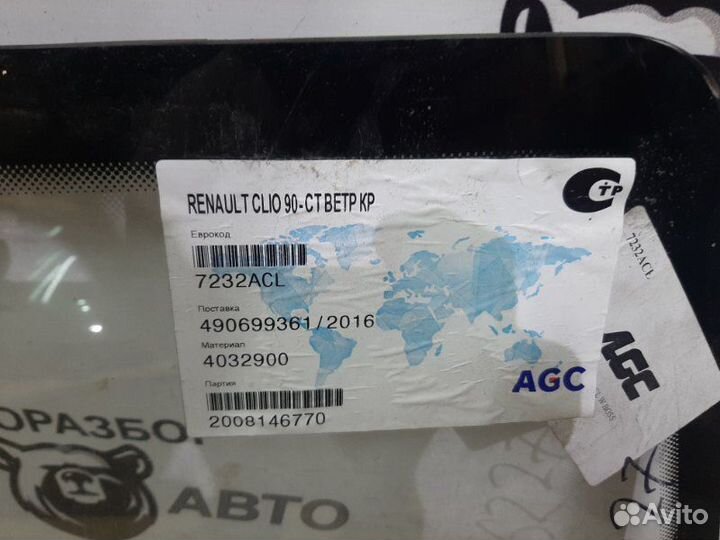 RENAULT CLIO 90-СТ ВЕТР КР
Еврокод
7232ACL
Поставка
490699361/2016
Материал
4032900
Партия
2008146770
AGC
7232ACL
AGC
ОРАЗБОР
АВТО
Avito